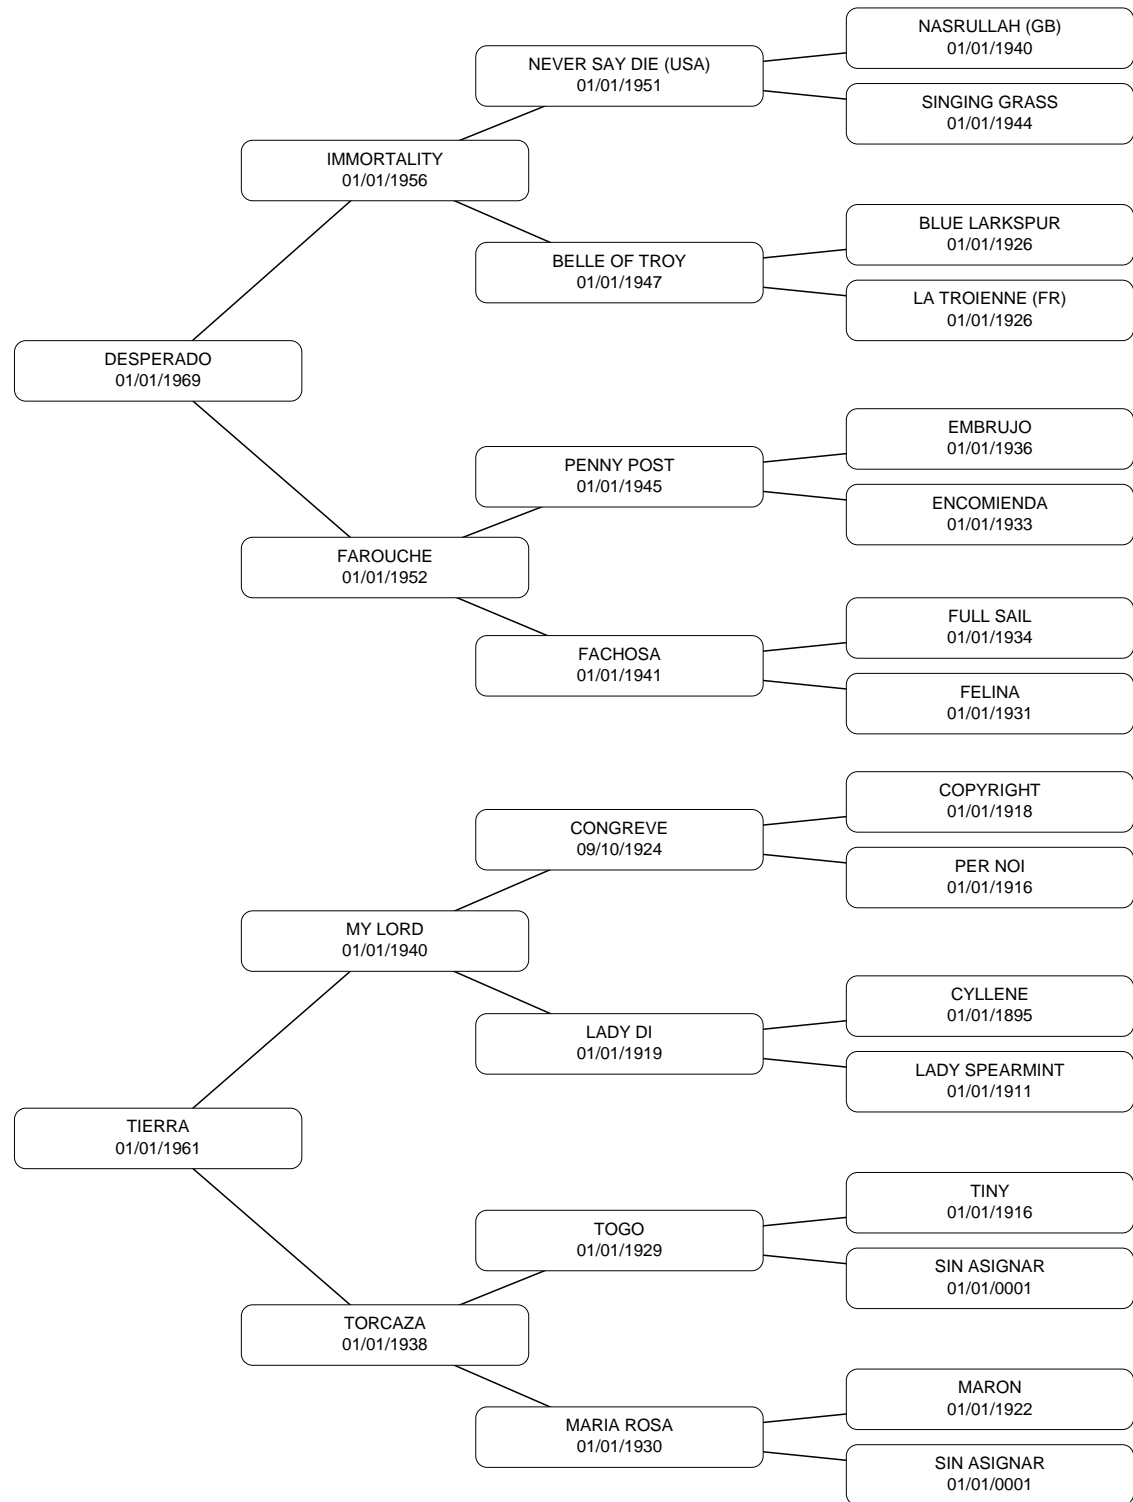 NASRULLAH (GB)
01/01/1940
NEVER SAY DIE (USA)
01/01/1951
SINGING GRASS
01/01/1944
IMMORTALITY
01/01/1956
BLUE LARKSPUR
01/01/1926
BELLE OF TROY
01/01/1947
LA TROIENNE (FR)
01/01/1926
DESPERADO
01/01/1969
EMBRUJO
01/01/1936
PENNY POST
01/01/1945
ENCOMIENDA
01/01/1933
FAROUCHE
01/01/1952
FULL SAIL
01/01/1934
FACHOSA
01/01/1941
FELINA
01/01/1931
COPYRIGHT
01/01/1918
CONGREVE
09/10/1924
PER NOI
01/01/1916
MY LORD
01/01/1940
CYLLENE
01/01/1895
LADY DI
01/01/1919
LADY SPEARMINT
01/01/1911
TIERRA
01/01/1961
TINY
01/01/1916
TOGO
01/01/1929
SIN ASIGNAR
01/01/0001
TORCAZA
01/01/1938
MARON
01/01/1922
MARIA ROSA
01/01/1930
SIN ASIGNAR
01/01/0001